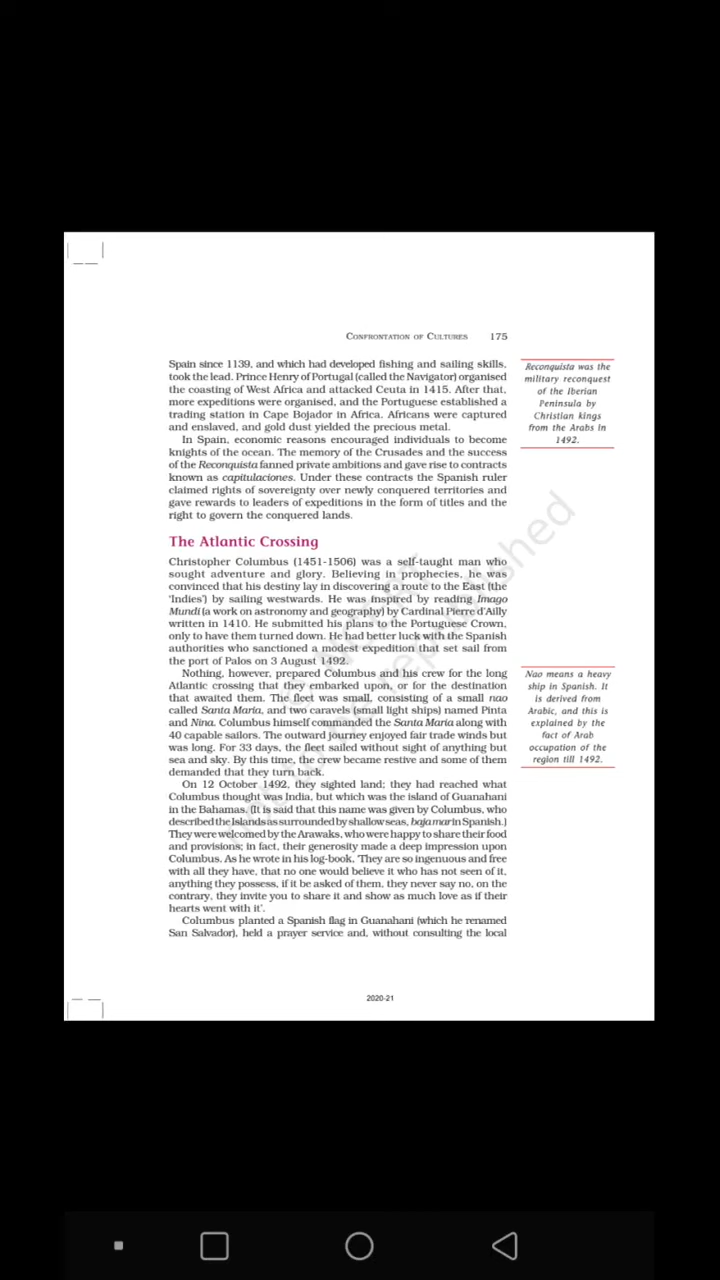 CONFRONTATION OF CULTURES 175
Spain since 1139, and which had developed fishing and sailing skills,
took the lead. Prince Henry of Portugal (called the Navigator) organised
the coasting of West Africa and attacked Ceuta in 1415. After that,
more expeditions were organised, and the Portuguese established a
trading station in Cape Bojador in Africa. Africans were captured
and enslaved, and gold dust yielded the precious metal.
In Spain, economic reasons encouraged individuals to become
knights of the ocean. The memory of the Crusades and the success
of the Reconquista fanned private ambitions and gave rise to contracts
known as capitulaciones. Under these contracts the Spanish ruler
claimed rights of sovereignty over newly conquered territories and
gave rewards to leaders of expeditions in the form of titles and the
right to govern the conquered lands.
Reconquista was the
military reconquest
of the Iberian
Peninsula by
Christian kings
from the Arabs in
1492.
The Atlantic Crossing
Christopher Columbus (1451-1506) was a self-taught man who
sought adventure and glory. Believing in prophecies, he was
convinced that his destiny lay in discovering a route to the East (the
'Indies') by sailing westwards. He was inspired by reading Imago
Mundi (a work on astronomy and geography) by Cardinal Pierre d'Ailly
written in 1410. He submitted his plans to the Portuguese Crown,
only to have them turned down. He had better luck with the Spanish
authorities who sanctioned a modest expedition that set sail from
the port of Palos on 3 August 1492.
Nothing, however, prepared Columbus and his crew for the long
Atlantic crossing that they embarked upon, or for the destination
that awaited them. The fleet was small, consisting of a small nao
called Santa Maria, and two caravels (small light ships) named Pinta
and Nina. Columbus himself commanded the Santa Maria along with
40 capable sailors. The outward journey enjoyed fair trade winds but
was long. For 33 days, the fleet sailed without sight of anything but
sea and sky. By this time, the crew became restive and some of them
demanded that they turn back.
Nao means a heavy
ship in Spanish. It
is derived from
Arabic, and this is
explained by the
fact of Arab
occupation of the
region till 1492.
On 12 October 1492, they sighted land; they had reached what
Columbus thought was India, but which was the island of Guanahani
in the Bahamas. (It is said that this name was given by Columbus, who
described the Islands as surrounded by shallow seas, baja mar in Spanish.)
They were welcomed by the Arawaks, who were happy to share their food
and provisions; in fact, their generosity made a deep impression upon
Columbus. As he wrote in his log-book, 'They are so ingenuous and free
with all they have, that no one would believe it who has not seen of it,
anything they possess, if it be asked of them, they never say no, on the
contrary, they invite you to share it and show as much love as if their
hearts went with it'.
Columbus planted a Spanish flag in Guanahani (which he renamed
San Salvador), held a prayer service and, without consulting the local
2020-21